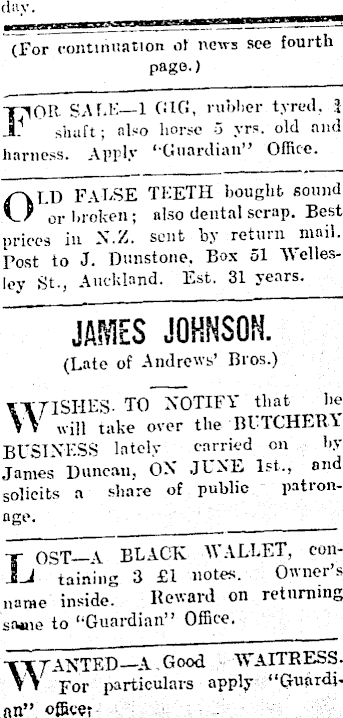 day.
(For continuation of news see fourth
page.)
FOR SALE—1 GIG, rubber tyred, ¾
shaft; also horse 5 yrs. old and
harness. Apply "Guardian" Office.
OLD FALSE TEETH bought sound
or broken; also dental scrap. Best
prices in N.Z. sent by return mail.
Post to J. Dunstone, Box 51 Welles-
ley St., Auckland. Est. 31 years.
JAMES JOHNSON.
(Late of Andrews' Bros.)
WISHES TO NOTIFY that he
will take over the BUTCHERY
BUSINESS lately carried on by
James Duncan, ON JUNE 1st., and
solicits a share of public patron-
age.
LOST—A BLACK WALLET, con-
taining 3 £1 notes. Owner's
name inside. Reward on returning
same to "Guardian" Office.
WANTED—A Good WAITRESS.
For particulars apply "Guardi-
an" office;